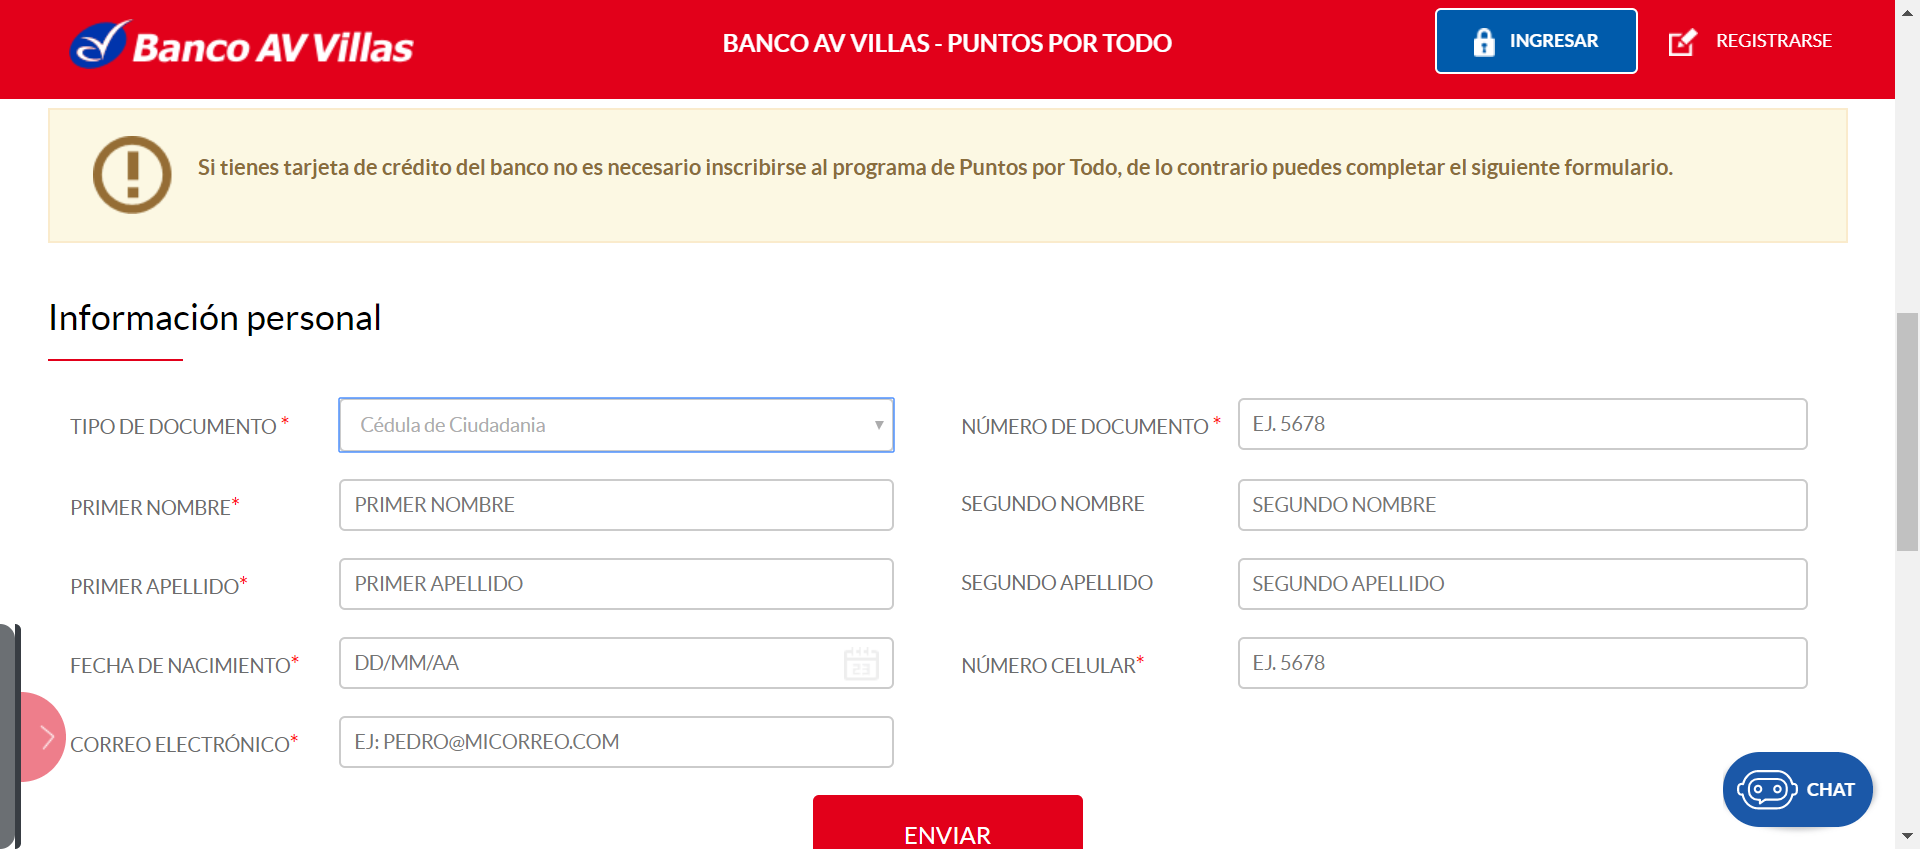 Banco AV Villas
BANCO AV VILLAS - PUNTOS POR TODO
INGRESAR
REGISTRARSE
Si tienes tarjeta de crédito del banco no es necesario inscribirse al programa de Puntos por Todo, de lo contrario puedes completar el siguiente formulario.
Información personal
TIPO DE DOCUMENTO *
Cédula de Ciudadania
NÚMERO DE DOCUMENTO *
EJ. 5678
PRIMER NOMBRE*
PRIMER NOMBRE
SEGUNDO NOMBRE
SEGUNDO NOMBRE
PRIMER APELLIDO*
PRIMER APELLIDO
SEGUNDO APELLIDO
SEGUNDO APELLIDO
FECHA DE NACIMIENTO*
DD/MM/AA
23
NÚMERO CELULAR*
EJ. 5678
CORREO ELECTRÓNICO*
EJ: PEDRO@MICORREO.COM
CHAT
ENVIAR